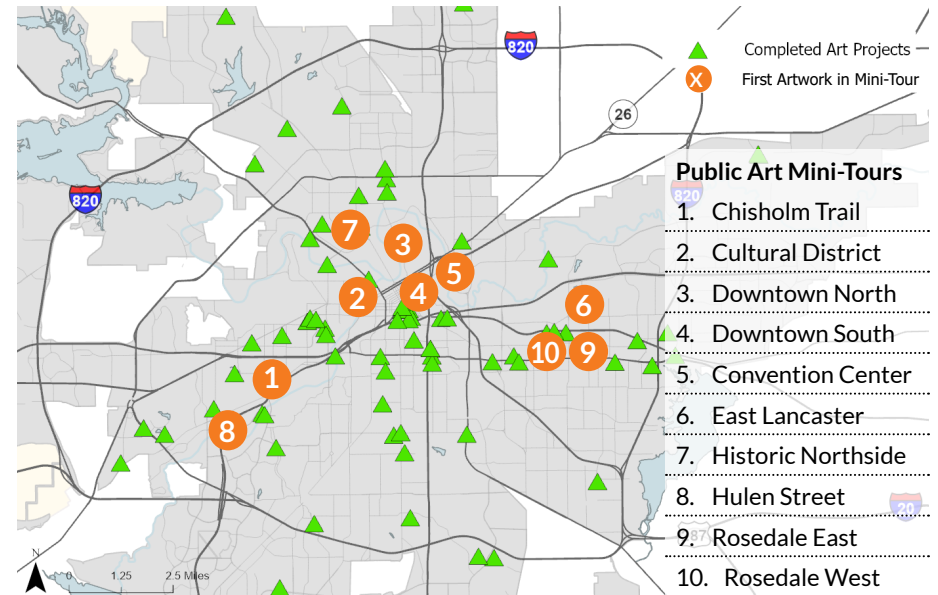 820
Completed Art Projects
X
First Artwork in Mini-Tour
26
820
820
Public Art Mini-Tours
1. Chisholm Trail
2. Cultural District
3. Downtown North
4. Downtown South
5. Convention Center
6. East Lancaster
7. Historic Northside
8. Hulen Street
9. Rosedale East
10. Rosedale West
7
3
5
2
4
6
10
9
1
8
20
87
N
0 1.25 2.5 Miles